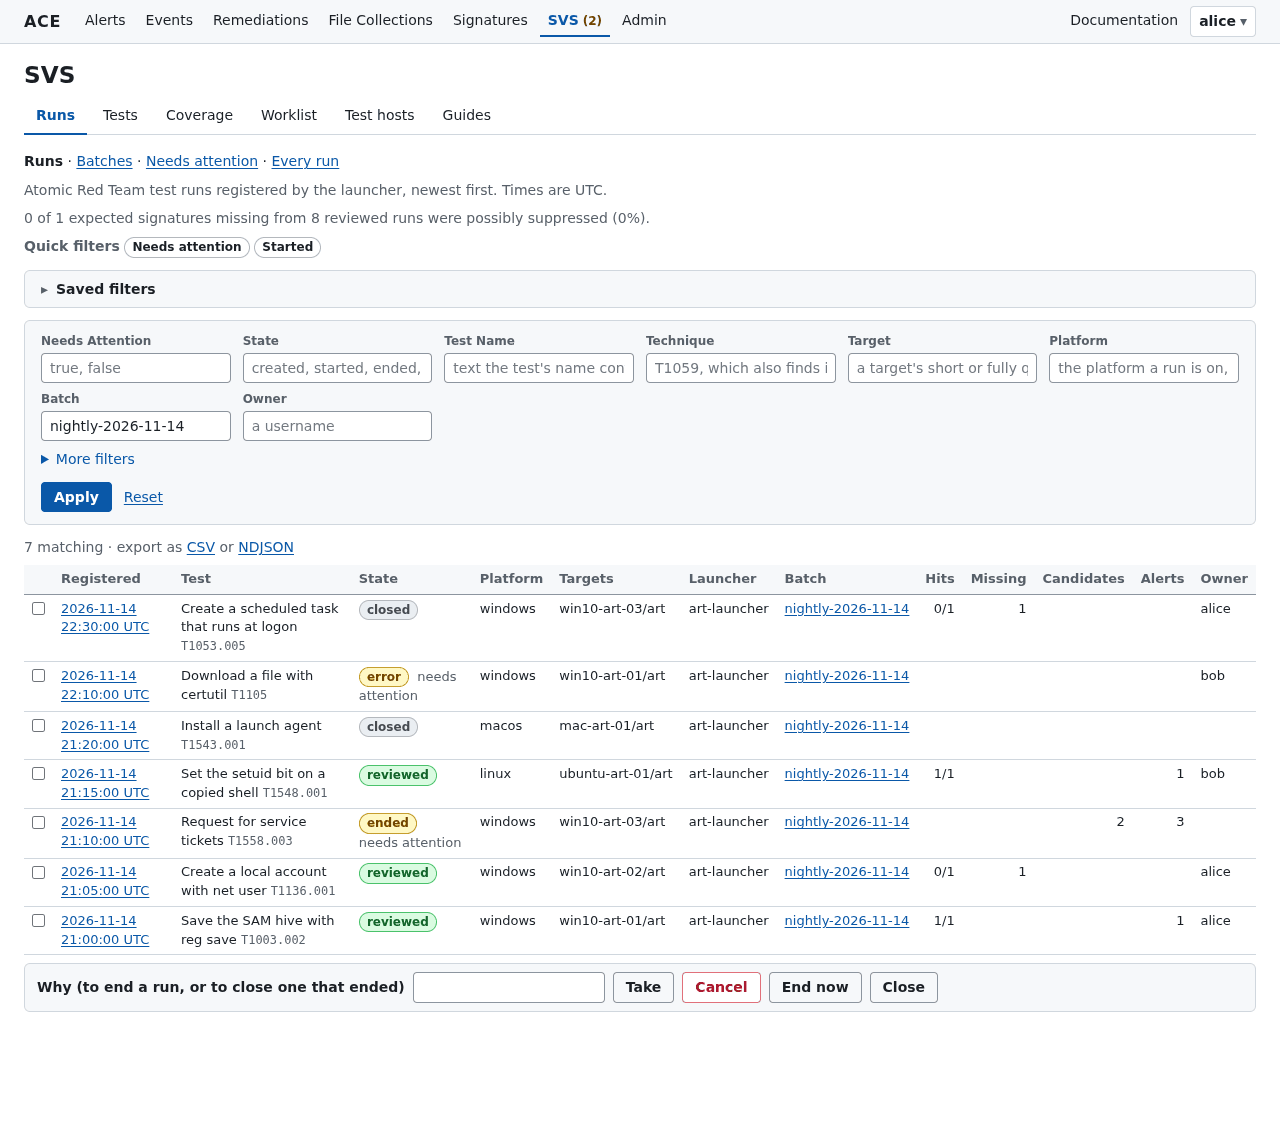 ACE Alerts Events Remediations File Collections Signatures SVS (2) Admin Documentation alice ▾
SVS
Runs Tests Coverage Worklist Test hosts Guides
Runs · Batches · Needs attention · Every run
Atomic Red Team test runs registered by the launcher, newest first. Times are UTC.
0 of 1 expected signatures missing from 8 reviewed runs were possibly suppressed (0%).
Quick filters Needs attention Started
▸ Saved filters
Needs Attention State Test Name Technique Target Platform
true, false created, started, ended, text the test's name con T1059, which also finds i a target's short or fully q the platform a run is on,
Batch Owner
nightly-2026-11-14 a username
▶ More filters
Apply Reset
7 matching · export as CSV or NDJSON
Registered Test State Platform Targets Launcher Batch Hits Missing Candidates Alerts Owner
2026-11-14 Create a scheduled task closed windows win10-art-03/art art-launcher nightly-2026-11-14 0/1 1 alice
22:30:00 UTC that runs at logon
T1053.005
2026-11-14 Download a file with error needs windows win10-art-01/art art-launcher nightly-2026-11-14 bob
22:10:00 UTC certutil T1105 attention
2026-11-14 Install a launch agent closed macos mac-art-01/art art-launcher nightly-2026-11-14
21:20:00 UTC T1543.001
2026-11-14 Set the setuid bit on a reviewed linux ubuntu-art-01/art art-launcher nightly-2026-11-14 1/1 1 bob
21:15:00 UTC copied shell T1548.001
2026-11-14 Request for service ended windows win10-art-03/art art-launcher nightly-2026-11-14 2 3
21:10:00 UTC tickets T1558.003 needs attention
2026-11-14 Create a local account reviewed windows win10-art-02/art art-launcher nightly-2026-11-14 0/1 1 alice
21:05:00 UTC with net user T1136.001
2026-11-14 Save the SAM hive with reviewed windows win10-art-01/art art-launcher nightly-2026-11-14 1/1 1 alice
21:00:00 UTC reg save T1003.002
Why (to end a run, or to close one that ended) Take Cancel End now Close